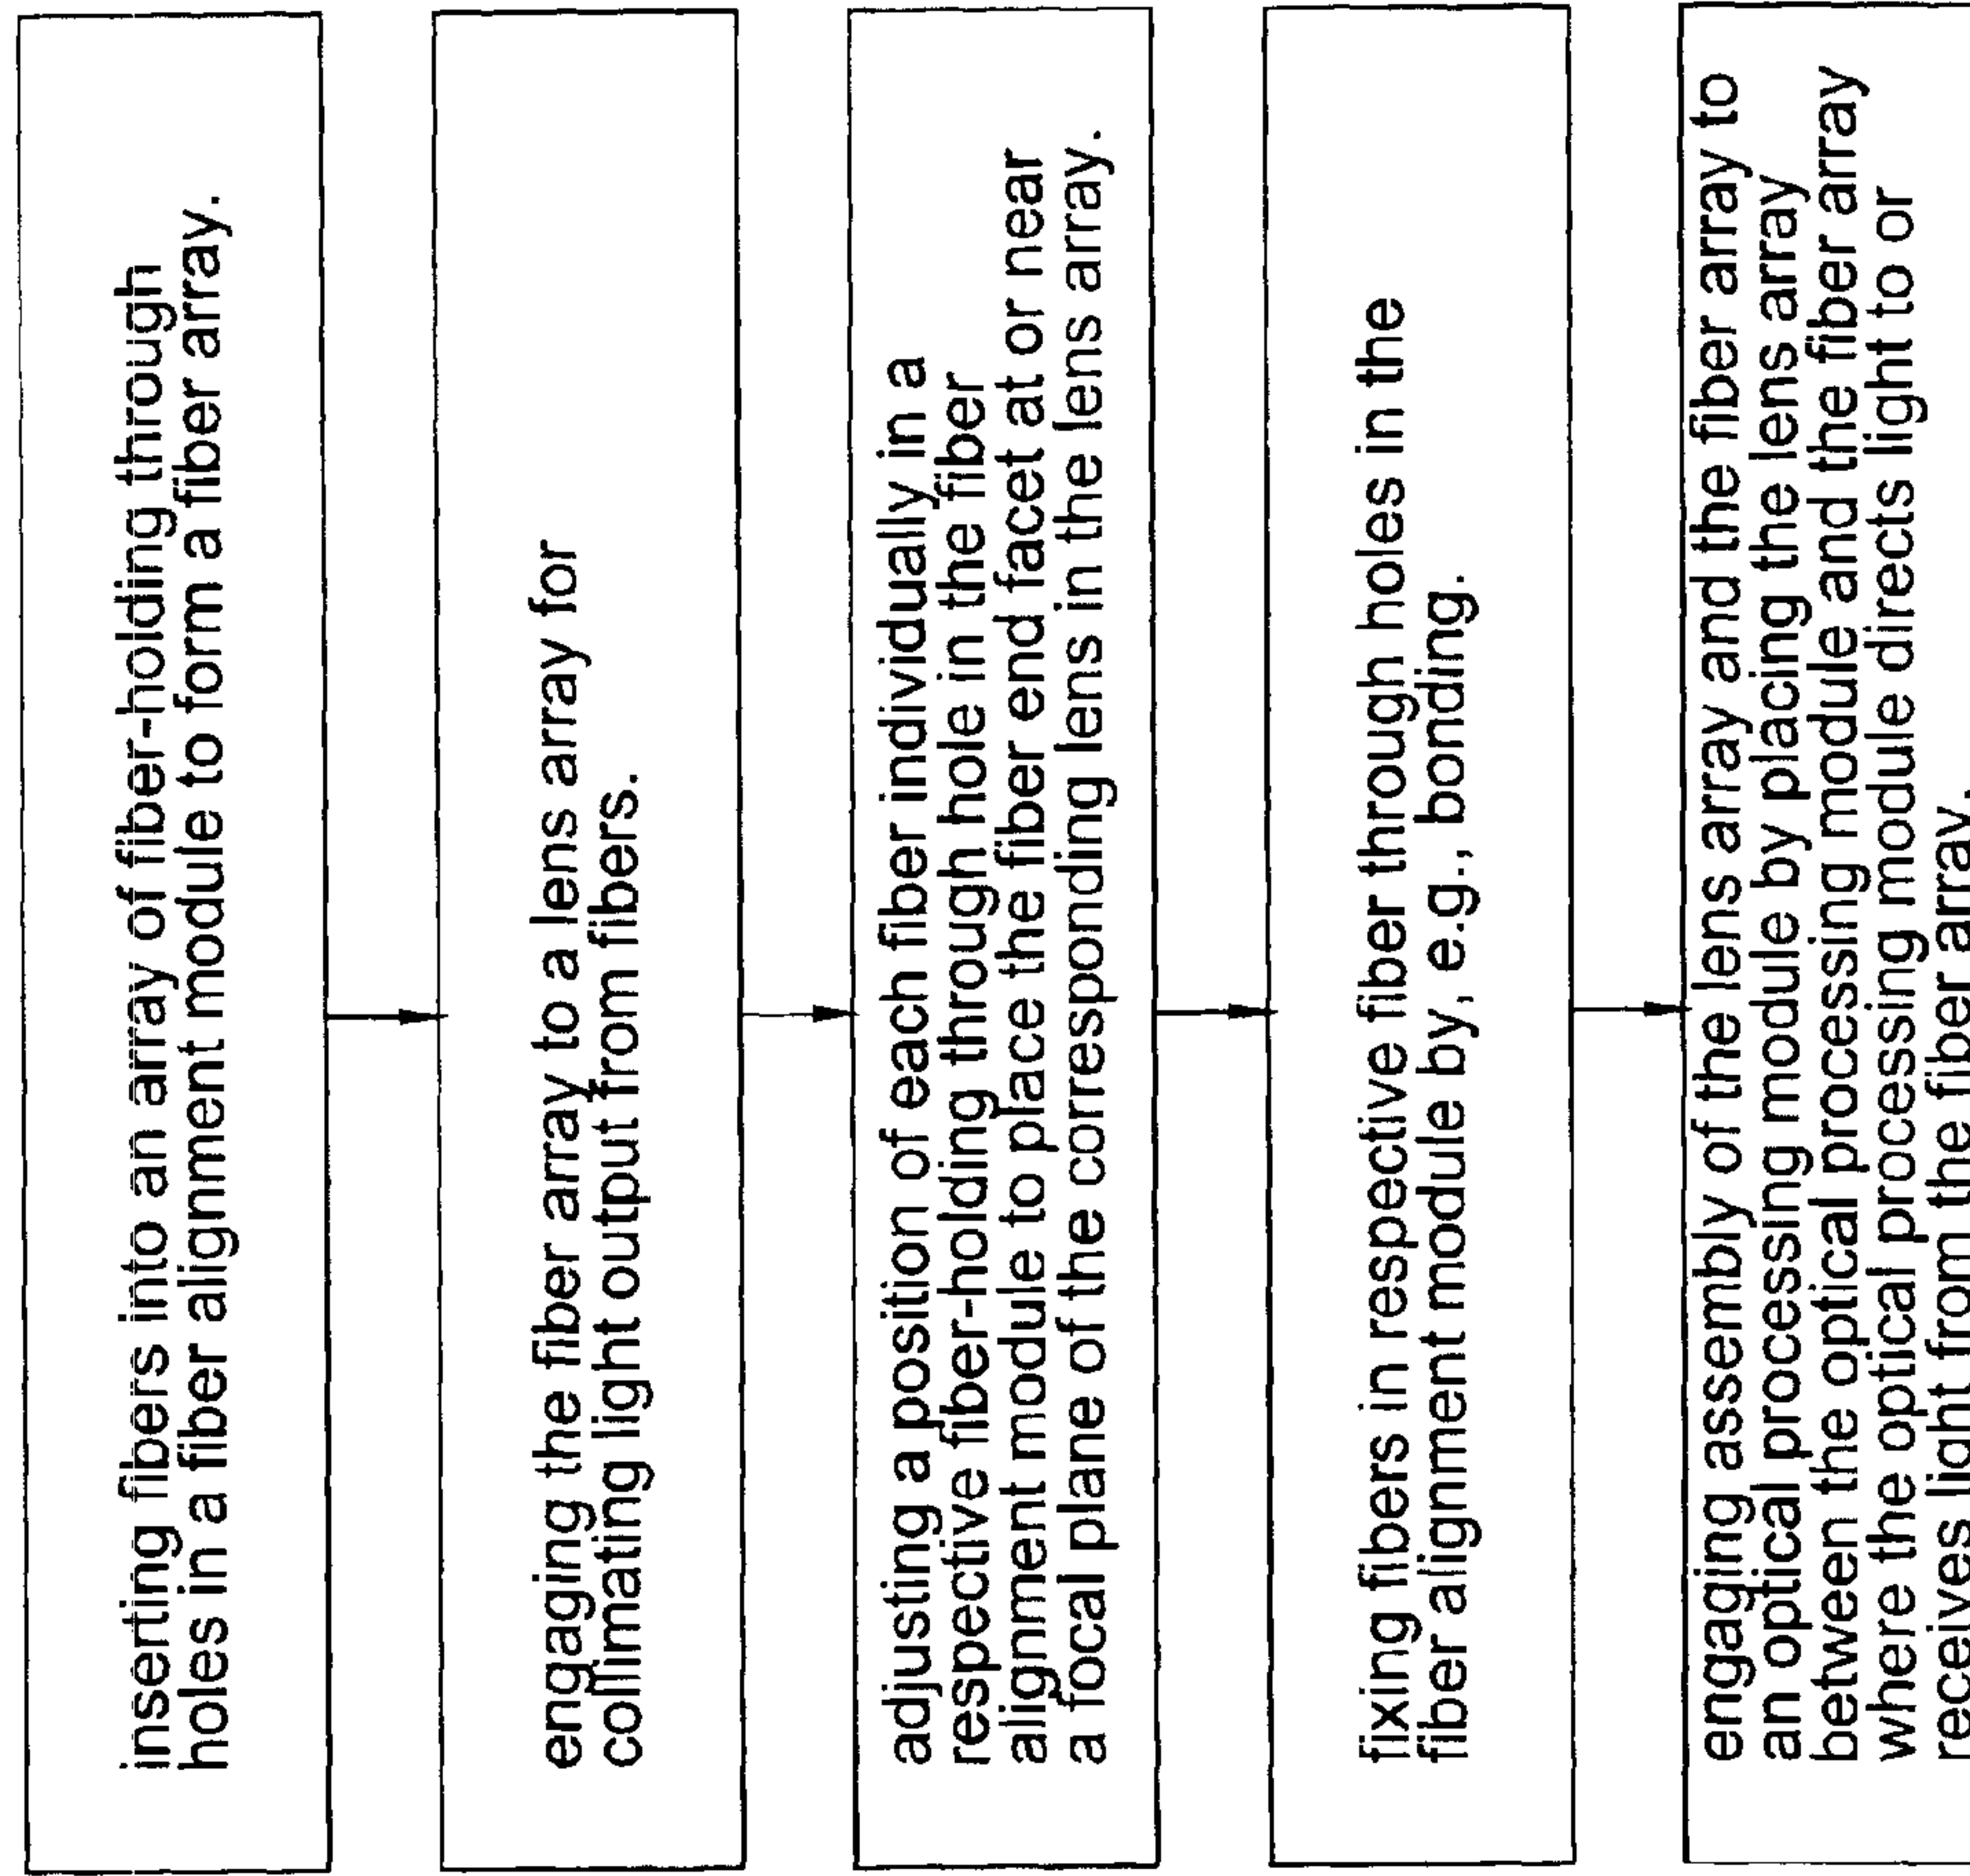 inserting fibers into an array of fiber-holding through
holes in a fiber alignment module to form a fiber array.
engaging the fiber array to a lens array for
collimating light output from fibers.
adjusting a position of each fiber individually in a
respective fiber-holding through hole in the fiber
alignment module to place the fiber end facet at or near
a focal plane of the corresponding lens in the lens array.
fixing fibers in respective fiber through holes in the
fiber alignment module by, e.g., bonding.
engaging assembly of the lens array and the fiber array to
an optical processing module by placing the lens array
between the optical processing module and the fiber array
where the optical processing module directs light to or
receives light from the fiber array.